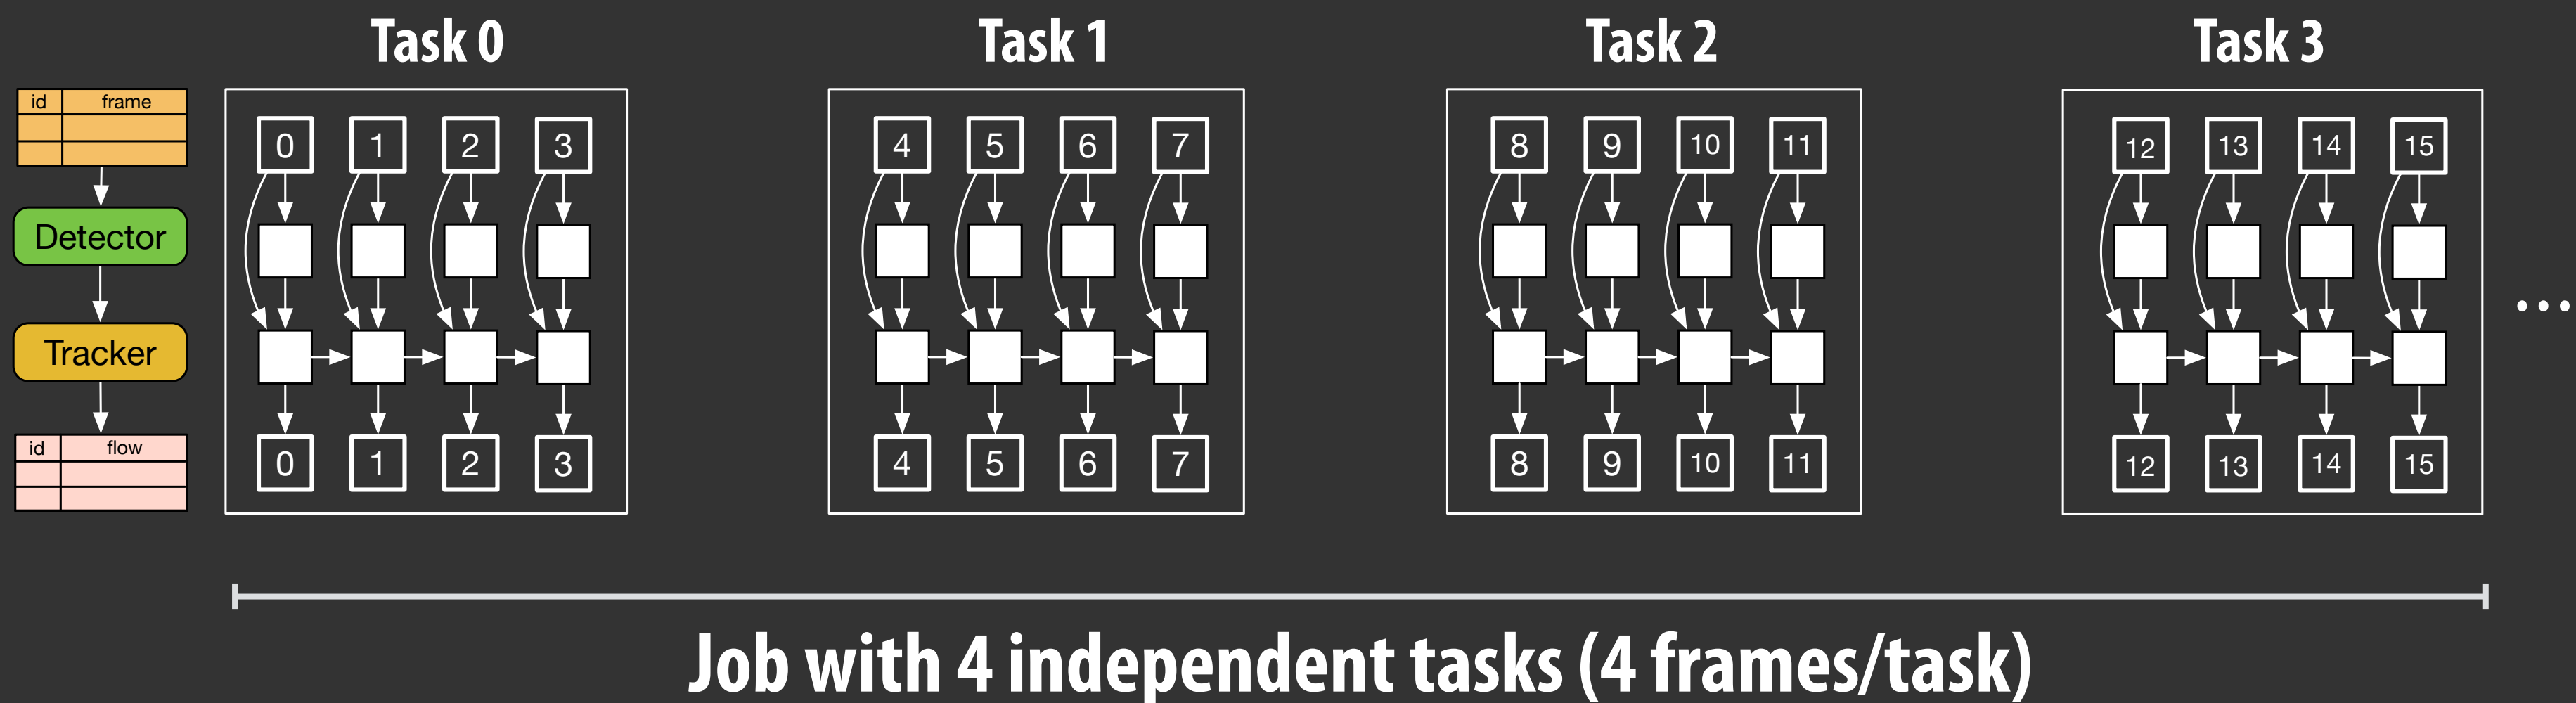 Task 0 Task 1 Task 2 Task 3
id frame
0 1 2 3 4 5 6 7 8 9 10 11 12 13 14 15
Detector
...
Tracker
id flow
0 1 2 3 4 5 6 7 8 9 10 11 12 13 14 15
Job with 4 independent tasks (4 frames/task)